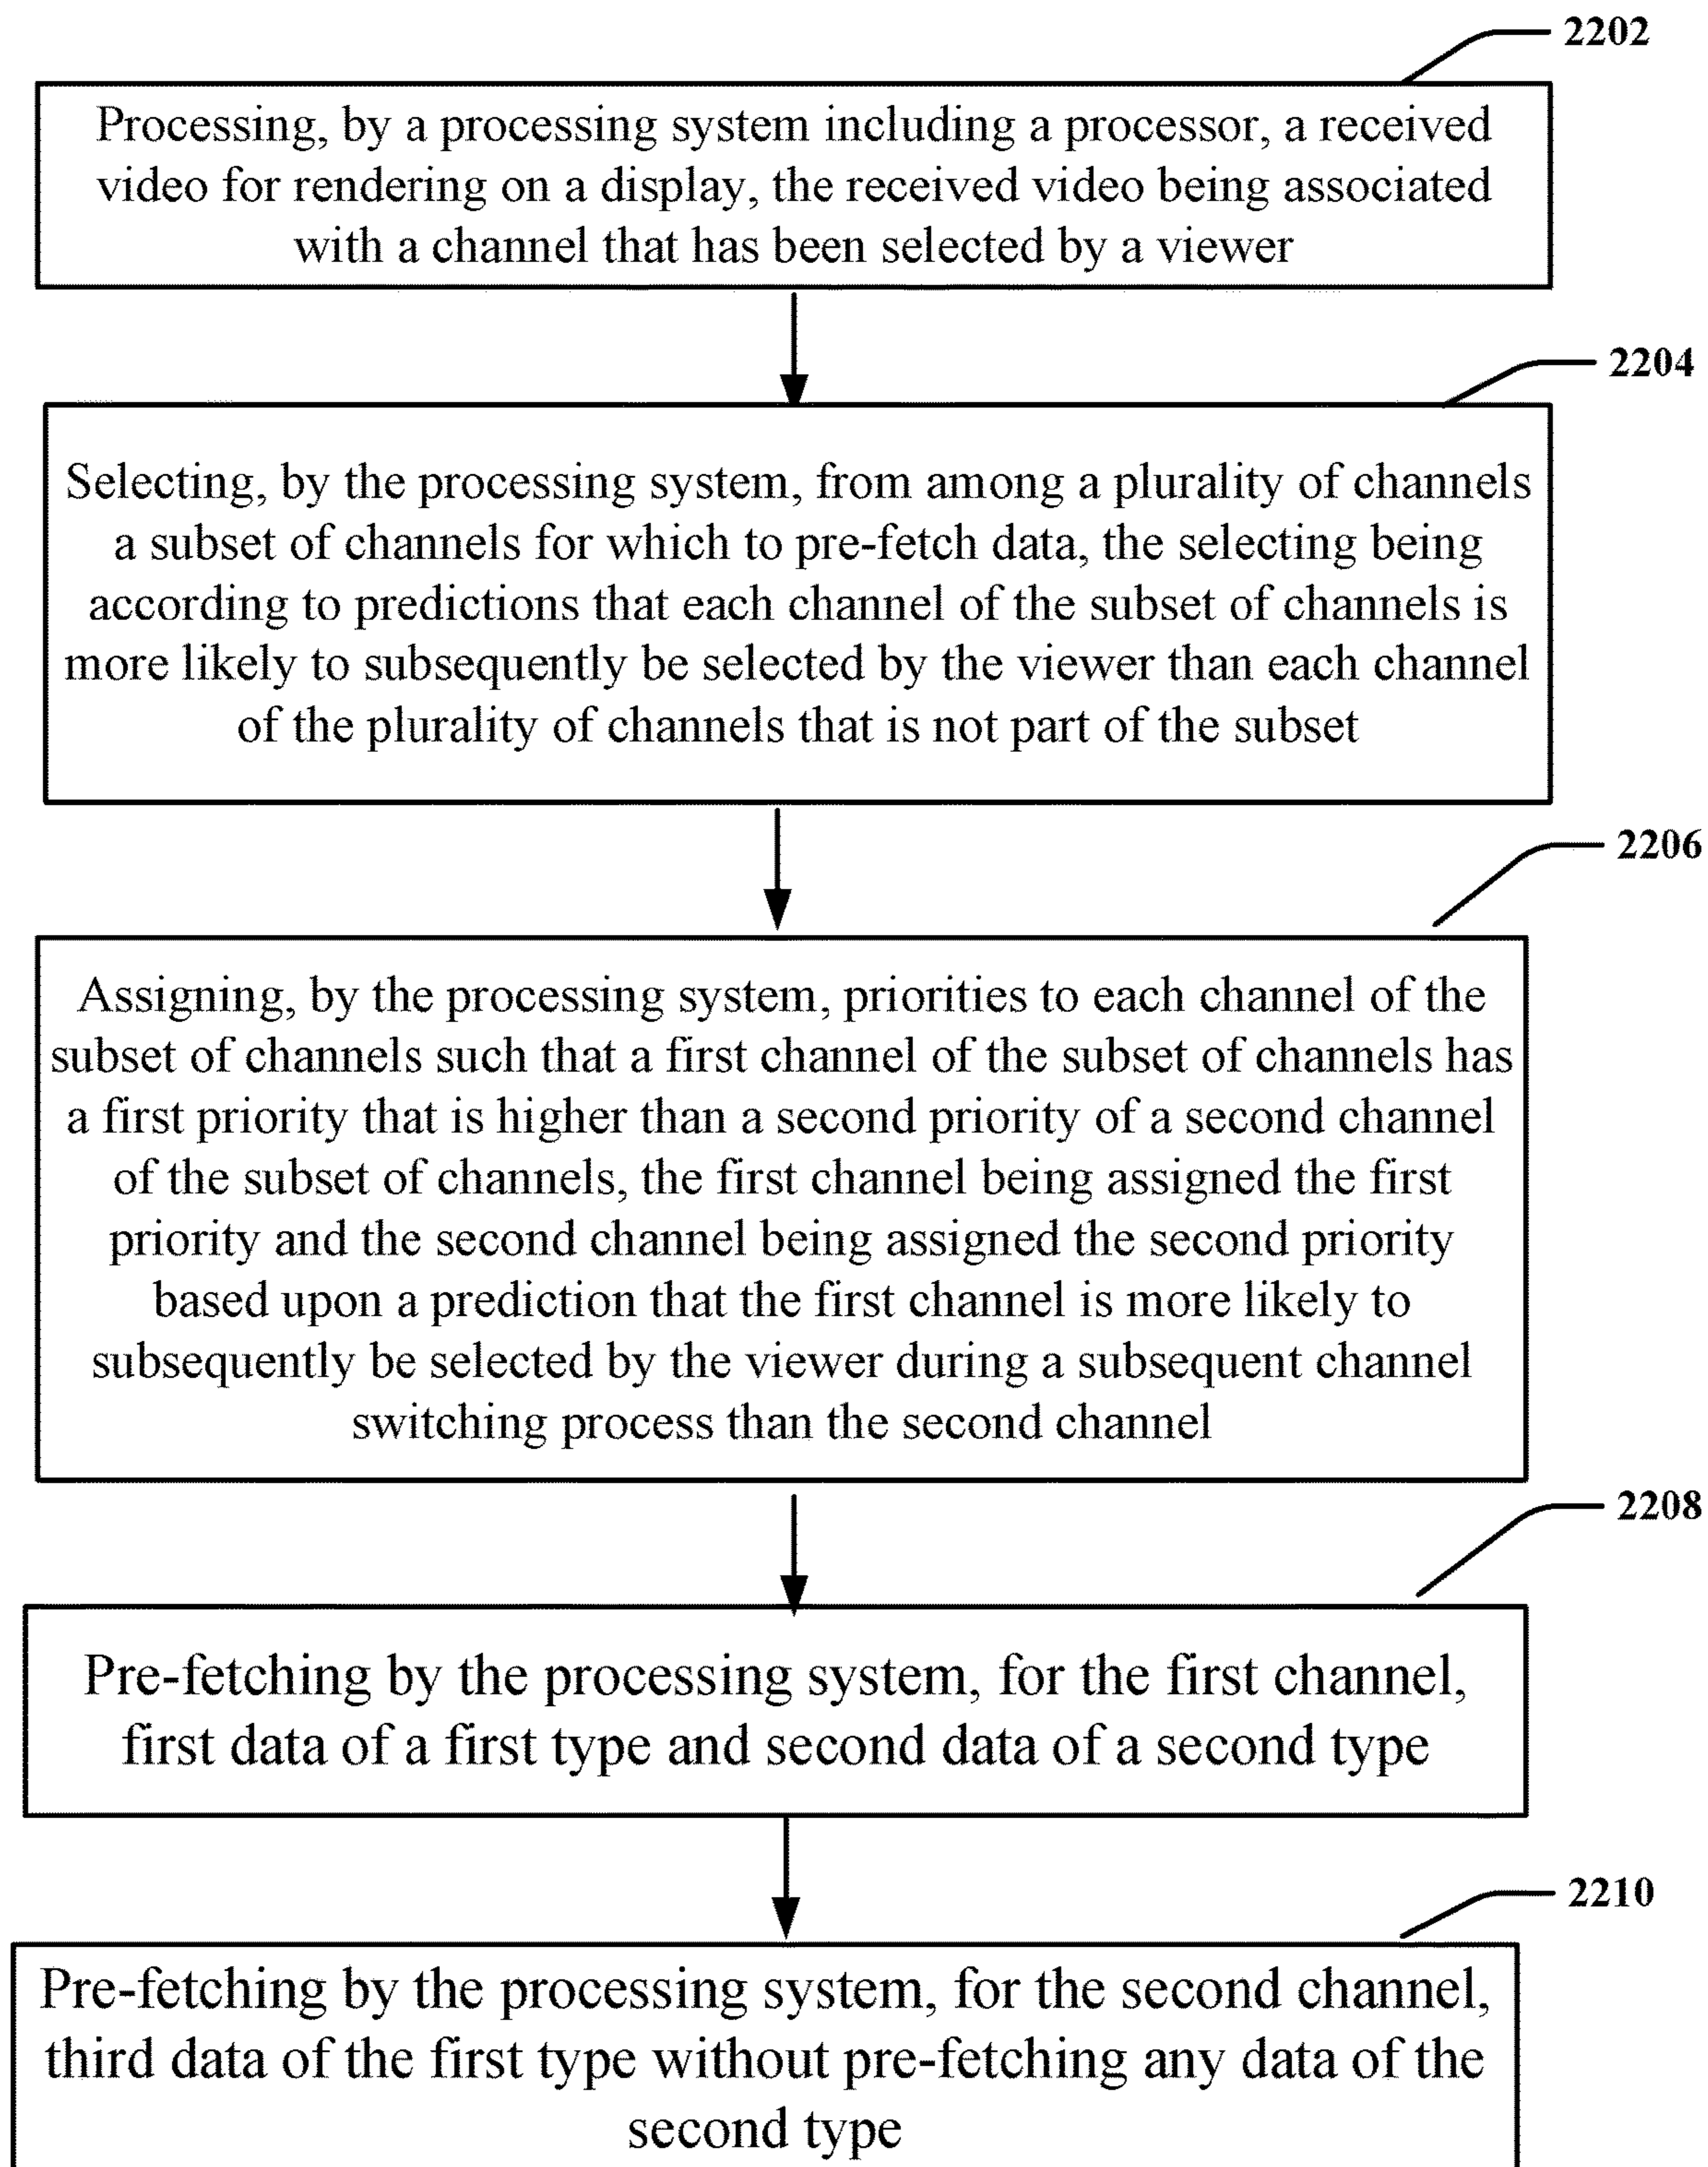 2202
Processing, by a processing system including a processor, a received
video for rendering on a display, the received video being associated
with a channel that has been selected by a viewer
2204
Selecting, by the processing system, from among a plurality of channels
a subset of channels for which to pre-fetch data, the selecting being
according to predictions that each channel of the subset of channels is
more likely to subsequently be selected by the viewer than each channel
of the plurality of channels that is not part of the subset
2206
Assigning, by the processing system, priorities to each channel of the
subset of channels such that a first channel of the subset of channels has
a first priority that is higher than a second priority of a second channel
of the subset of channels, the first channel being assigned the first
priority and the second channel being assigned the second priority
based upon a prediction that the first channel is more likely to
subsequently be selected by the viewer during a subsequent channel
switching process than the second channel
2208
Pre-fetching by the processing system, for the first channel,
first data of a first type and second data of a second type
2210
Pre-fetching by the processing system, for the second channel,
third data of the first type without pre-fetching any data of the
second type